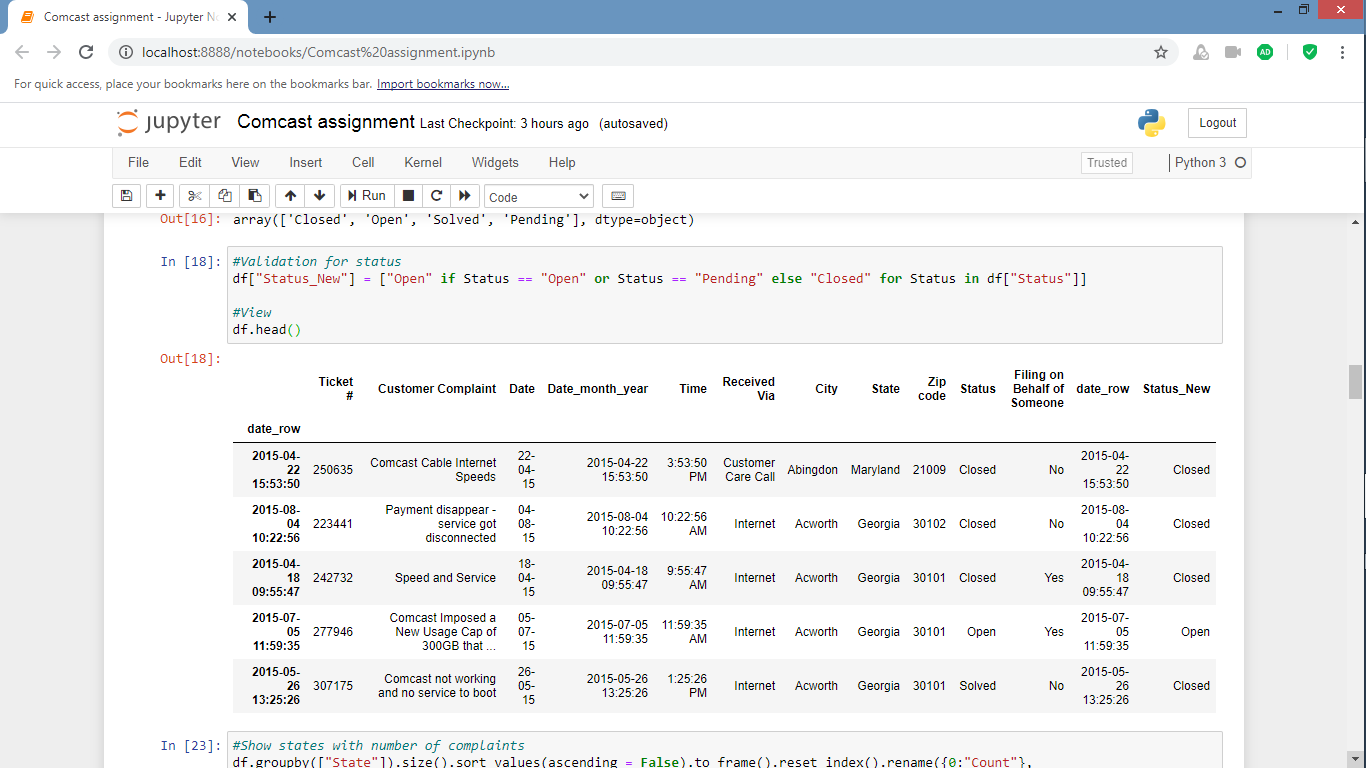 Comcast assignment - Jupyter No
localhost:8888/notebooks/Comcast%20assignment.ipynb
AD
For quick access, place your bookmarks here on the bookmarks bar. Import bookmarks now...
jupyter Comcast assignment Last Checkpoint: 3 hours ago (autosaved)
Logout
File Edit View Insert Cell Kernel Widgets Help Trusted Python 3
Run Code
Out[16]: array(['Closed', 'Open', 'Solved', 'Pending'], dtype=object)
In [18]: #Validation for status
df["Status_New"] = ["Open" if Status == "Open" or Status == "Pending" else "Closed" for Status in df["Status"]]
#View
df.head()
Out[18]:
Ticket # Customer Complaint Date Date_month_year Time Received Via City State Zip code Status Filing on Behalf of Someone date_row Status_New
date_row
2015-04-22 15:53:50 250635 Comcast Cable Internet Speeds 22-04-15 2015-04-22 15:53:50 3:53:50 PM Customer Care Call Abingdon Maryland 21009 Closed No 2015-04-22 15:53:50 Closed
2015-08-04 10:22:56 223441 Payment disappear - service got disconnected 04-08-15 2015-08-04 10:22:56 10:22:56 AM Internet Acworth Georgia 30102 Closed No 2015-08-04 10:22:56 Closed
2015-04-18 09:55:47 242732 Speed and Service 18-04-15 2015-04-18 09:55:47 9:55:47 AM Internet Acworth Georgia 30101 Closed Yes 2015-04-18 09:55:47 Closed
2015-07-05 11:59:35 277946 Comcast Imposed a New Usage Cap of 300GB that ... 05-07-15 2015-07-05 11:59:35 11:59:35 AM Internet Acworth Georgia 30101 Open Yes 2015-07-05 11:59:35 Open
2015-05-26 13:25:26 307175 Comcast not working and no service to boot 26-05-15 2015-05-26 13:25:26 1:25:26 PM Internet Acworth Georgia 30101 Solved No 2015-05-26 13:25:26 Closed
In [23]: #Show states with number of complaints
df.groupby(["State"]).size().sort_values(ascending = False).to_frame().reset_index().rename({0:"Count"},